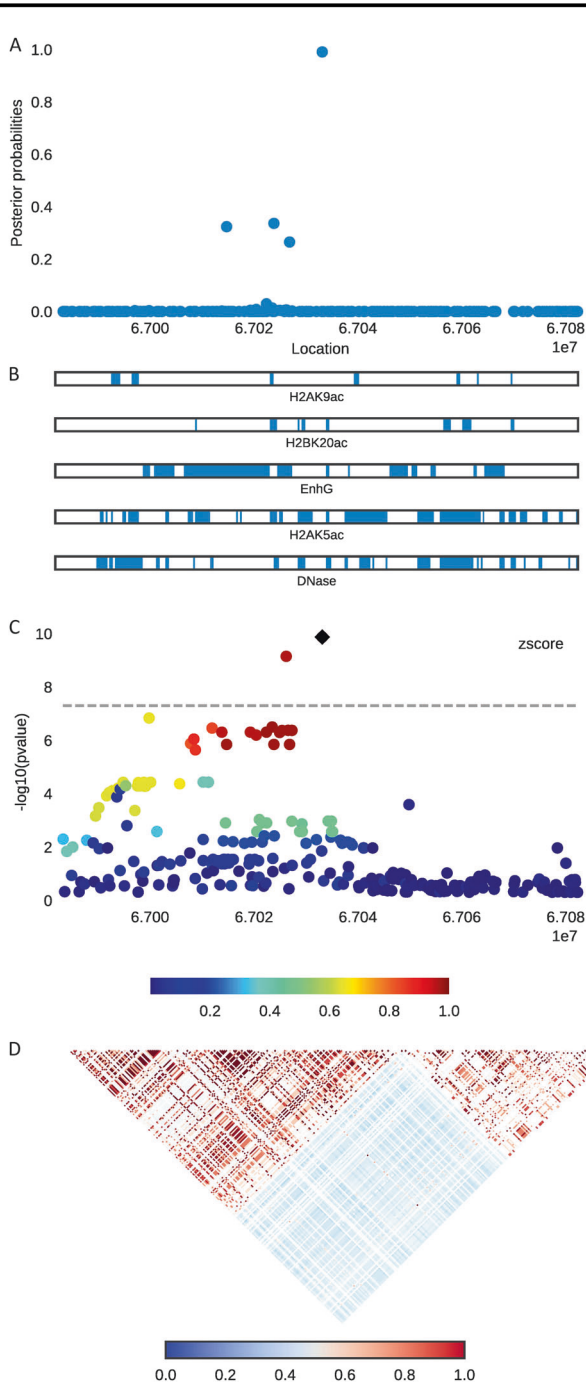 A
1.0
0.8
0.6
0.4
0.2
0.0
Posterior probabilities
6.700 6.702 6.704 6.706 6.708
1e7
Location
B
H2AK9ac
H2BK20ac
EnhG
H2AK5ac
DNase
C
10
8
6
4
2
0
-log10(pvalue)
zscore
6.700 6.702 6.704 6.706 6.708
1e7
0.2 0.4 0.6 0.8 1.0
D
0.0 0.2 0.4 0.6 0.8 1.0